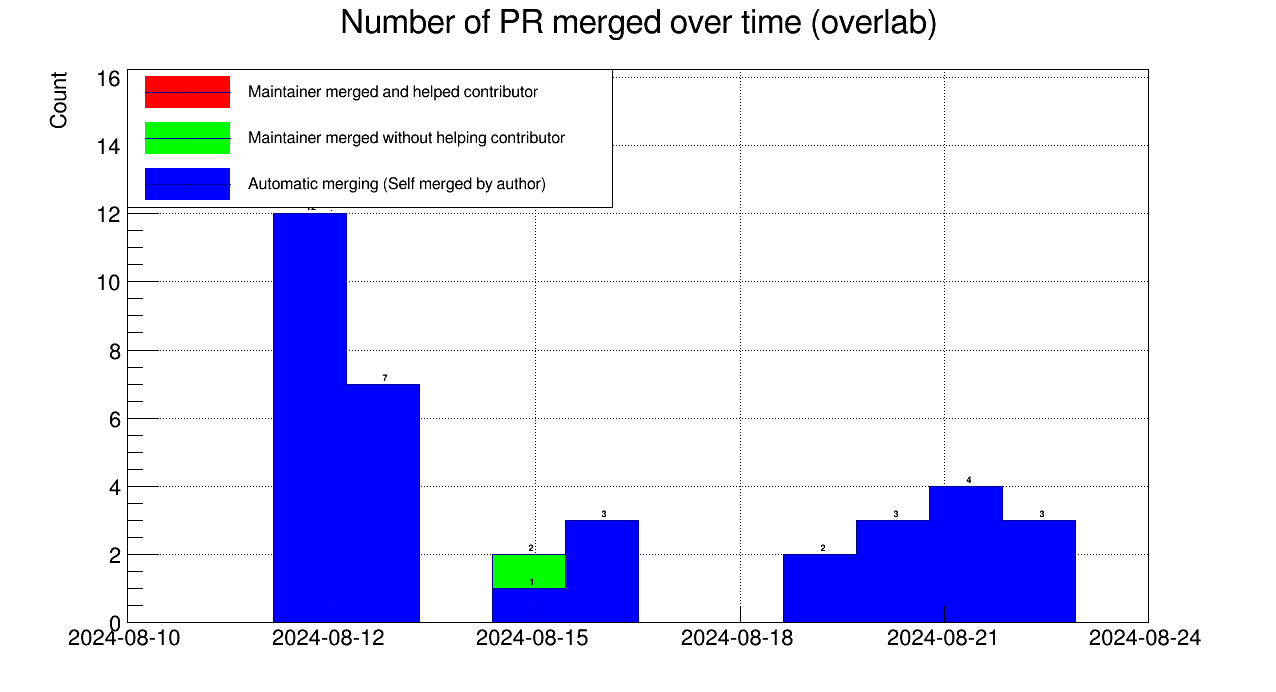 Number of PR merged over time (overlab)
Count
16
14
12
10
8
6
4
2
0
Maintainer merged and helped contributor
Maintainer merged without helping contributor
Automatic merging (Self merged by author)
7
2
1
3
2
3
4
3
2024-08-10 2024-08-12 2024-08-15 2024-08-18 2024-08-21 2024-08-24